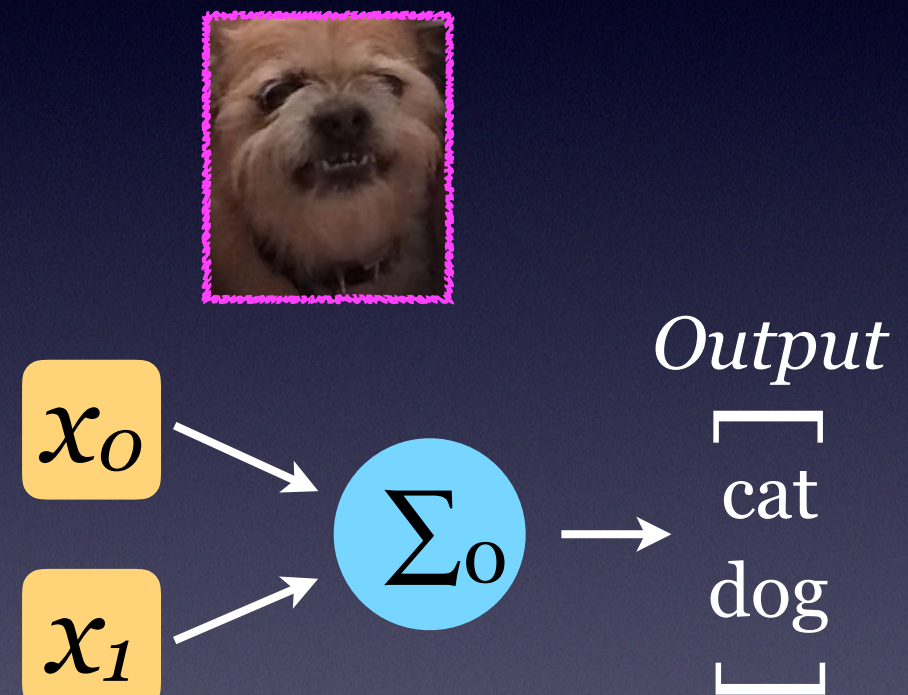 Output
x₀
cat
Σ₀
dog
x₁